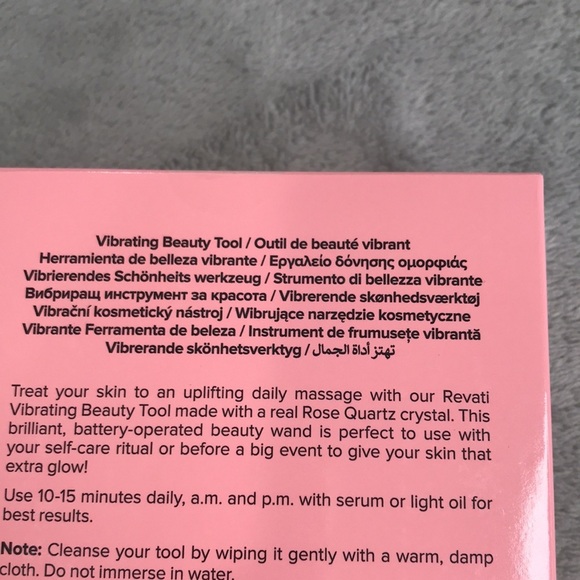 Vibrating Beauty Tool / Outil de beauté vibrant
Herramienta de belleza vibrante / Εργαλείο δόνησης ομορφιάς
Vibrierendes Schönheits werkzeug / Strumento di bellezza vibrante
Вибриращ инструмент за красота / Vibrerende skønhedsværktøj
Vibrační kosmetický nástroj / Wibrujące narzędzie kosmetyczne
Vibrante Ferramenta de beleza / Instrument de frumusețe vibrantă
Vibrerande skönhetsverktyg / تهتز أداة الجمال
Treat your skin to an uplifting daily massage with our Revati
Vibrating Beauty Tool made with a real Rose Quartz crystal. This
brilliant, battery-operated beauty wand is perfect to use with
your self-care ritual or before a big event to give your skin that
extra glow!
Use 10-15 minutes daily, a.m. and p.m. with serum or light oil for
best results.
Note: Cleanse your tool by wiping it gently with a warm, damp
cloth. Do not immerse in water.